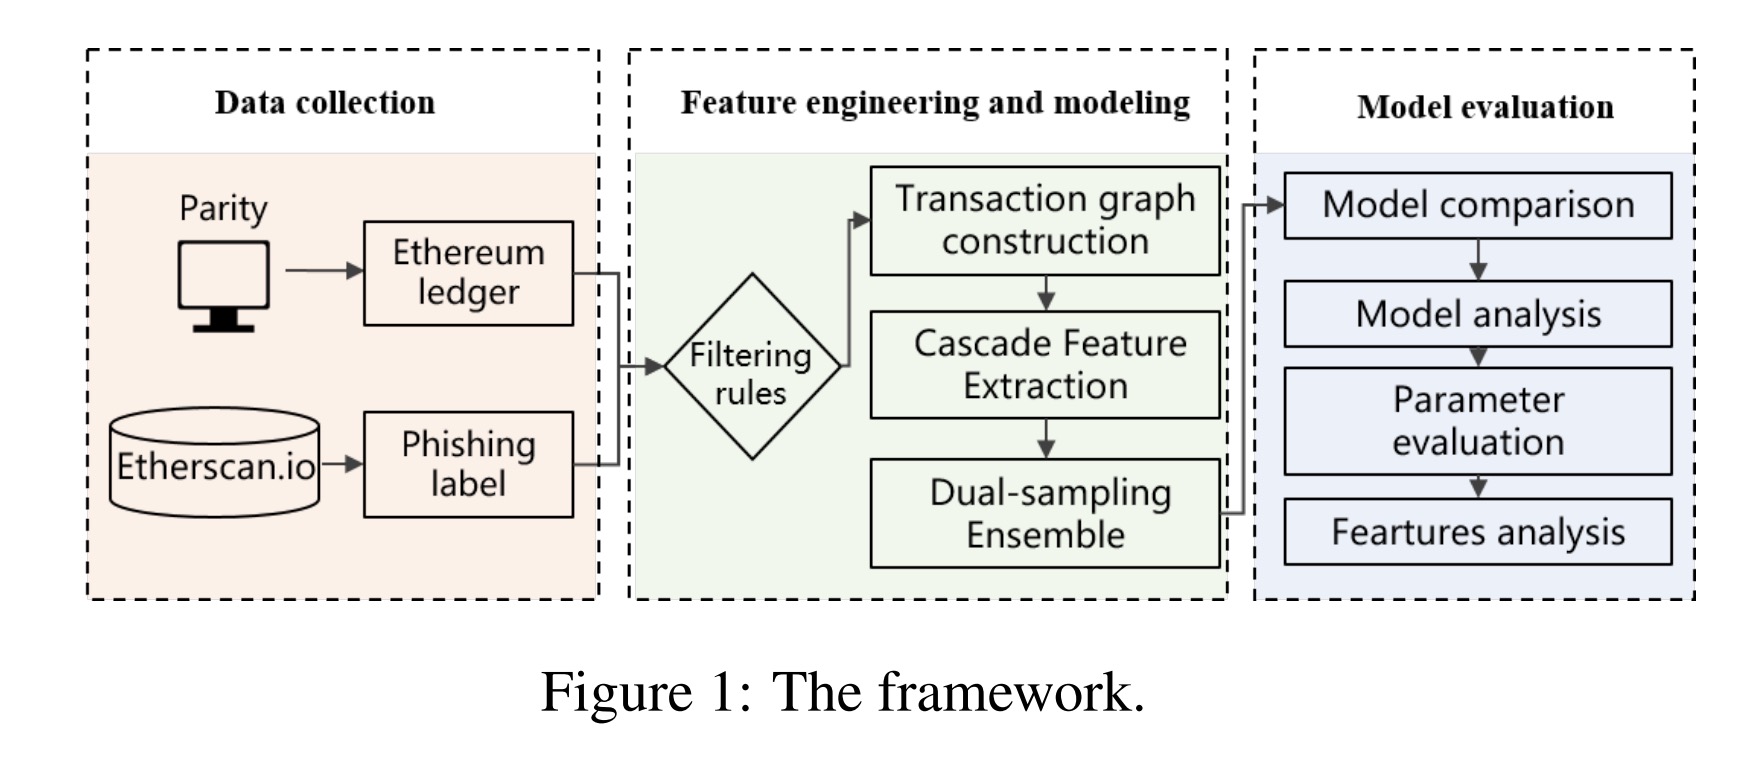 Data collection
Parity
Ethereum
ledger
Etherscan.io
Phishing
label
Feature engineering and modeling
Filtering
rules
Transaction graph
construction
Cascade Feature
Extraction
Dual-sampling
Ensemble
Model evaluation
Model comparison
Model analysis
Parameter
evaluation
Feartures analysis
Figure 1: The framework.